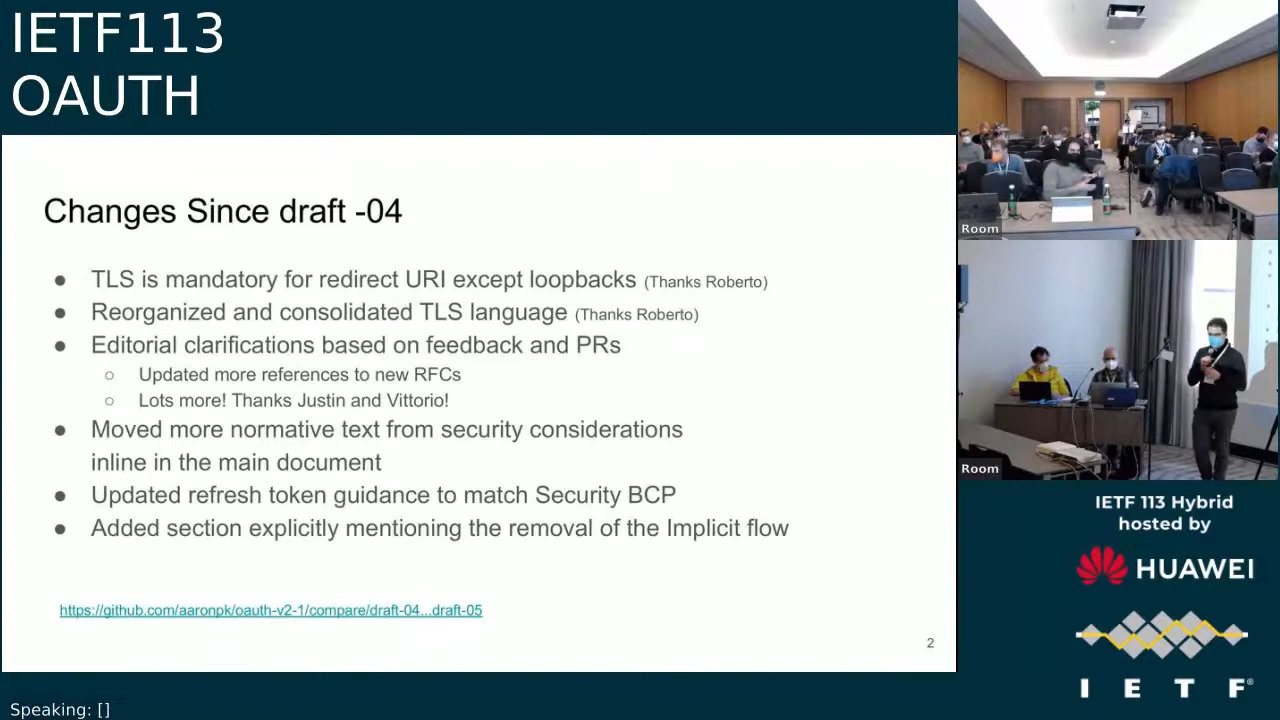 IETF113
OAUTH
Changes Since draft -04
● TLS is mandatory for redirect URI except loopbacks (Thanks Roberto)
● Reorganized and consolidated TLS language (Thanks Roberto)
● Editorial clarifications based on feedback and PRs
○ Updated more references to new RFCs
○ Lots more! Thanks Justin and Vittorio!
● Moved more normative text from security considerations
inline in the main document
● Updated refresh token guidance to match Security BCP
● Added section explicitly mentioning the removal of the Implicit flow
https://github.com/aaronpk/oauth-v2-1/compare/draft-04...draft-05
2
Speaking: []
Room
Room
IETF 113 Hybrid
hosted by
HUAWEI
I E T F®